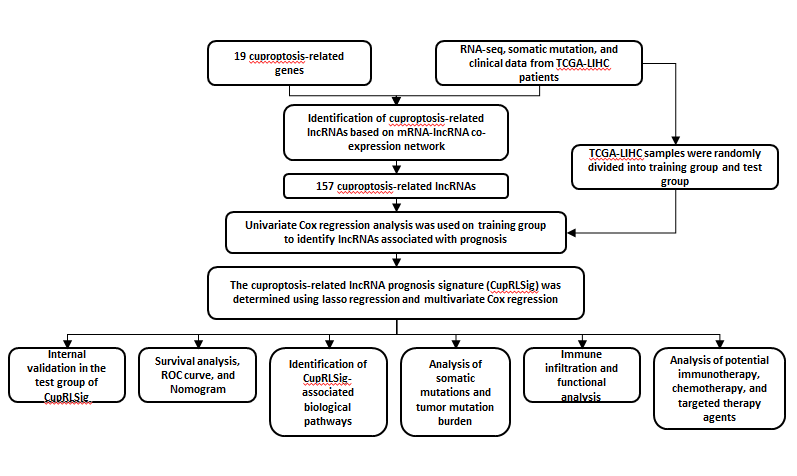 19 cuproptosis-related
genes
RNA-seq, somatic mutation, and
clinical data from TCGA-LIHC
patients
Identification of cuproptosis-related
lncRNAs based on mRNA-lncRNA co-
expression network
TCGA-LIHC samples were randomly
divided into training group and test
group
157 cuproptosis-related lncRNAs
Univariate Cox regression analysis was used on training group
to identify lncRNAs associated with prognosis
The cuproptosis-related lncRNA prognosis signature (CupRLSig) was
determined using lasso regression and multivariate Cox regression
Internal
validation in the
test group of
CupRLSig
Survival analysis,
ROC curve, and
Nomogram
Identification of
CupRLSig-
associated
biological
pathways
Analysis of
somatic
mutations and
tumor mutation
burden
Immune
infiltration and
functional
analysis
Analysis of potential
immunotherapy,
chemotherapy, and
targeted therapy
agents